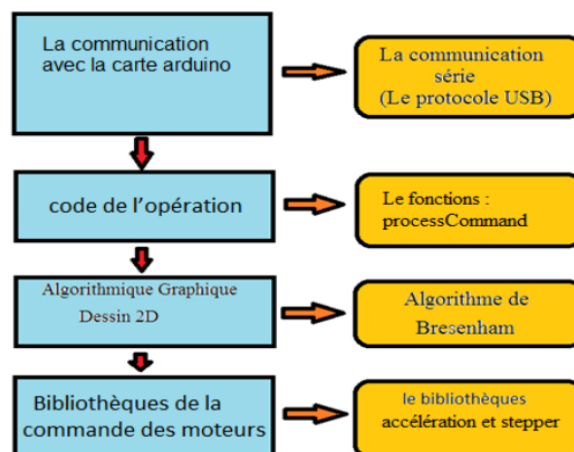 La communication
avec la carte arduino
La communication
série
(Le protocole USB)
code de l'opération
Le fonctions :
processCommand
Algorithmique Graphique
Dessin 2D
Algorithme de
Bresenham
Bibliothèques de la
commande des moteurs
le bibliothèques
accélération et stepper